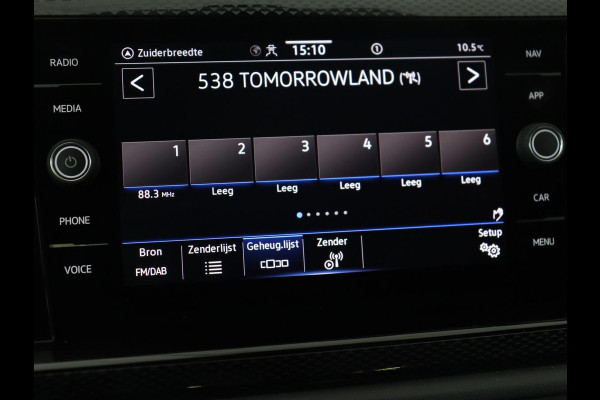 RADIO
MEDIA
PHONE
VOICE
Zuiderbreedte 15:10 1 10.5°C
538 TOMORROWLAND
1 2 3 4 5 6
88.3 MHz Leeg Leeg Leeg Leeg Leeg
Bron
FM/DAB
Zenderlijst
Geheug.lijst
Zender
Setup
NAV
APP
CAR
MENU